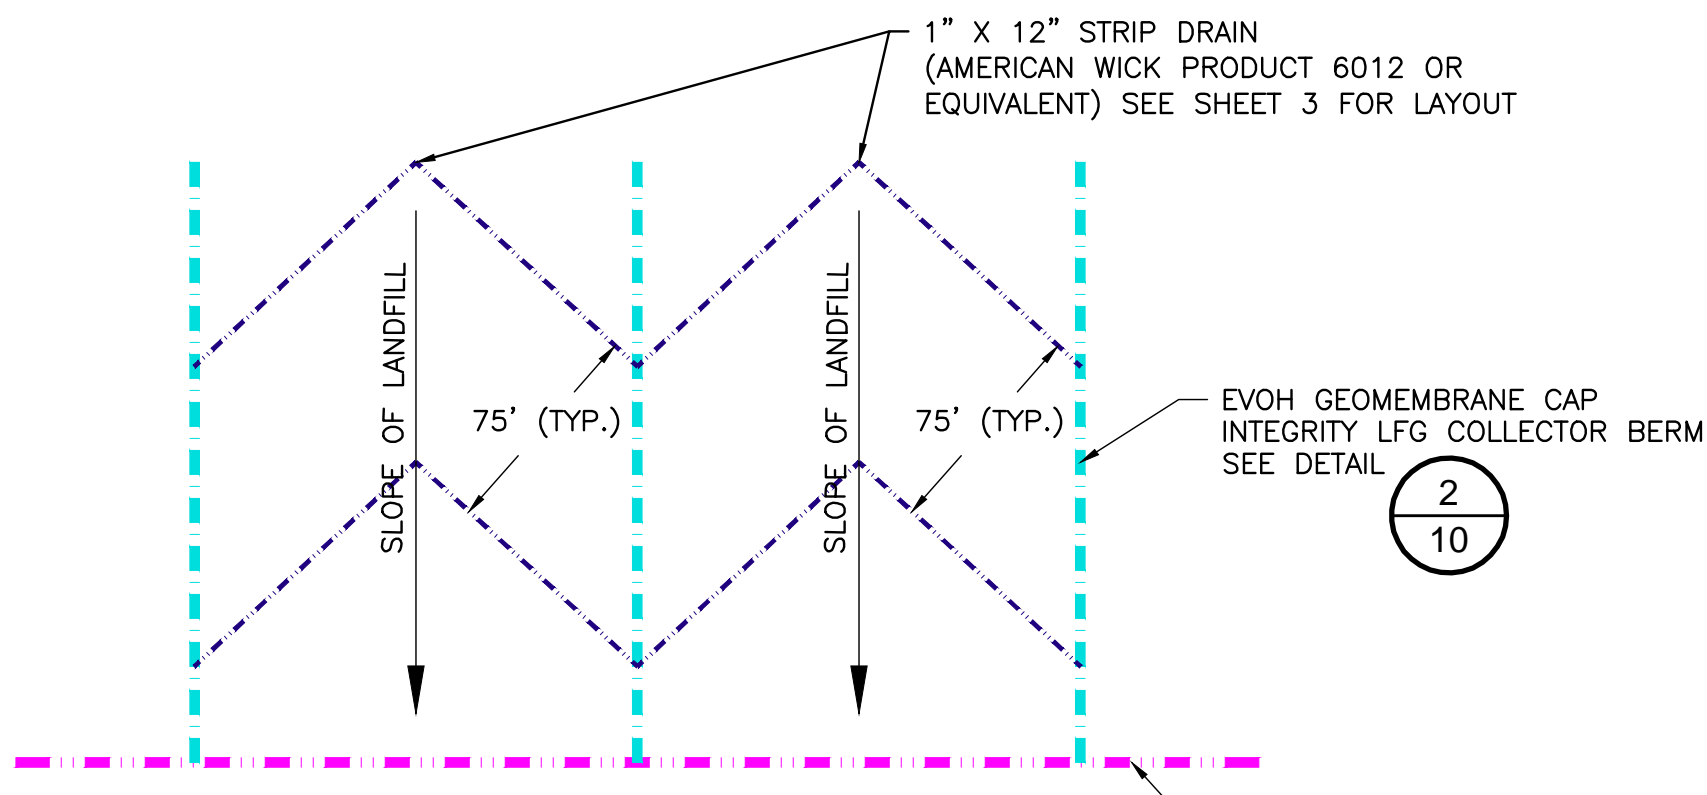 1” X 12” STRIP DRAIN
(AMERICAN WICK PRODUCT 6012 OR
EQUIVALENT) SEE SHEET 3 FOR LAYOUT
SLOPE OF LANDFILL
75’ (TYP.)
SLOPE OF LANDFILL
75’ (TYP.)
EVOH GEOMEMBRANE CAP
INTEGRITY LFG COLLECTOR BERM
SEE DETAIL
2
10